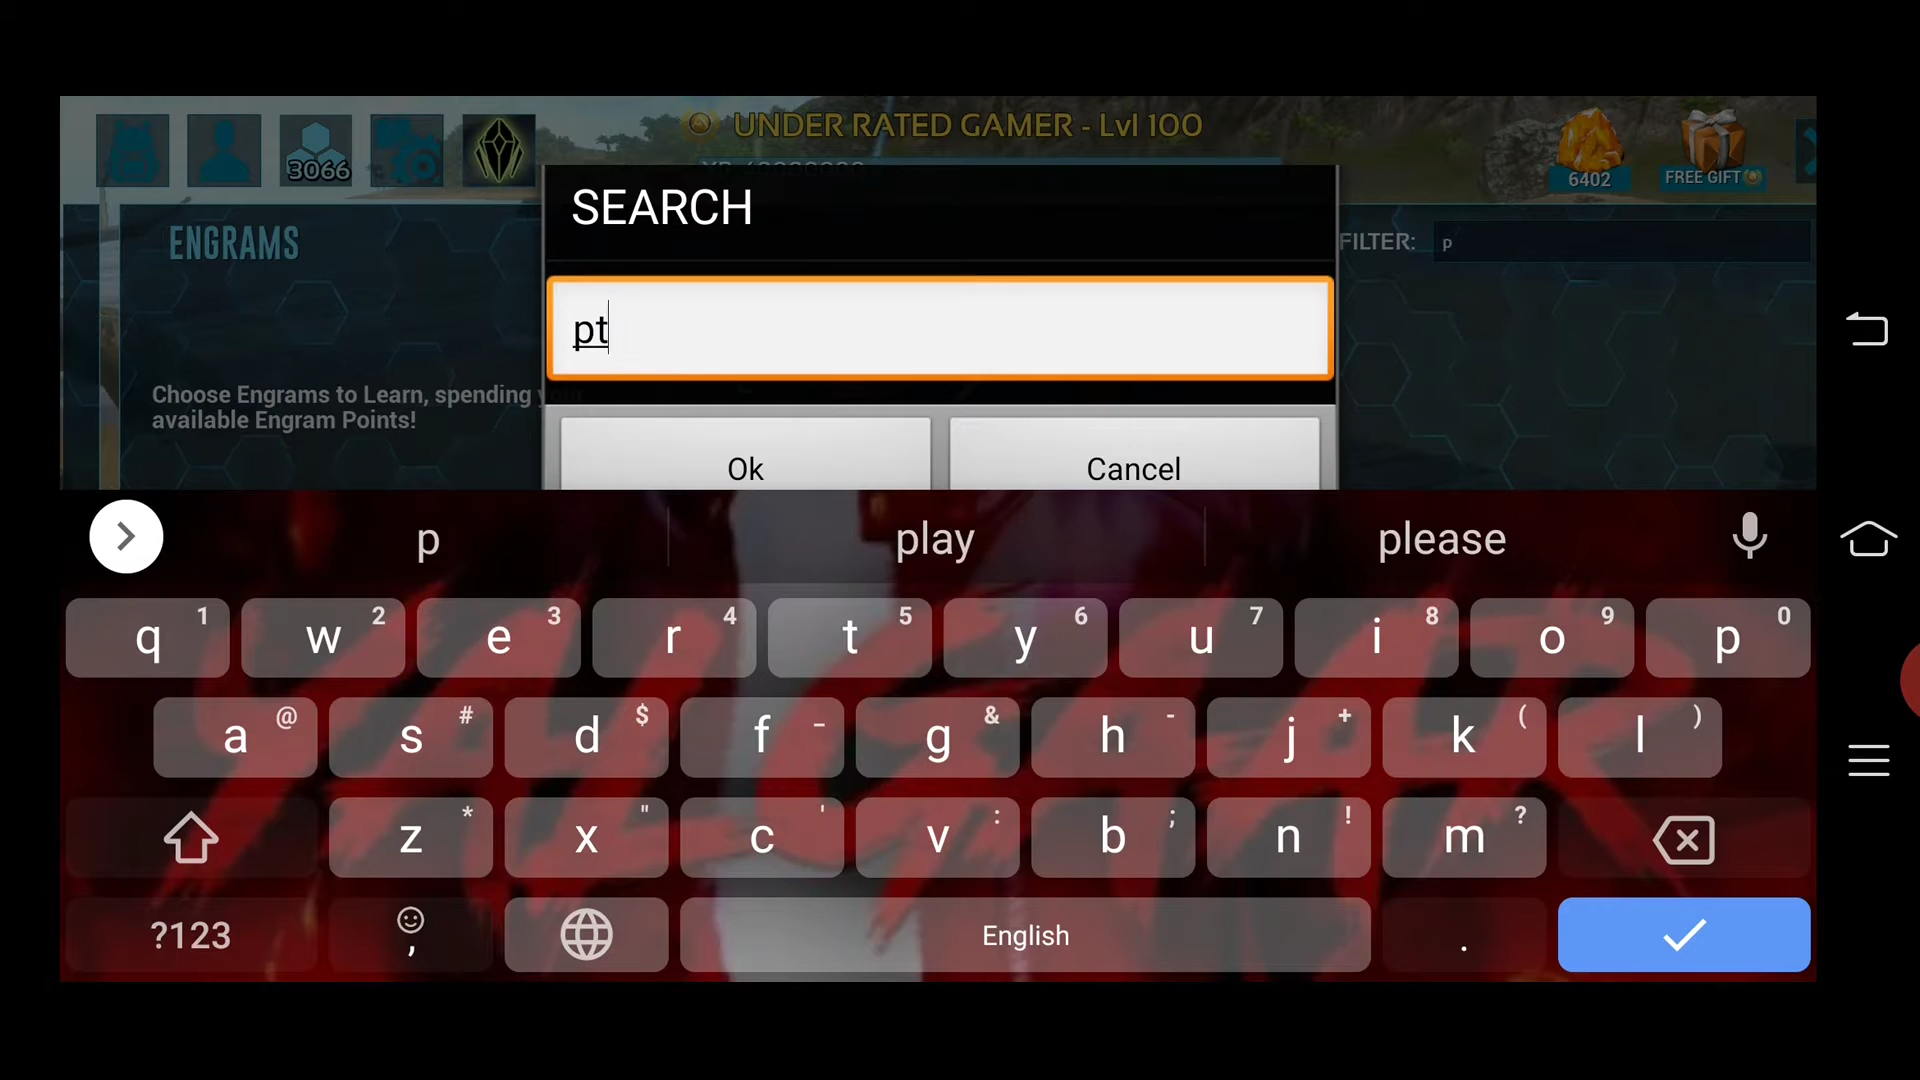 UNDER RATED GAMER - Lvl 100
3066
6402
FREE GIFT
SEARCH
ENGRAMS
FILTER: p
pt
Choose Engrams to Learn, spending
available Engram Points!
Ok Cancel
p play please
q 1 w 2 e 3 r 4 t 5 y 6 u 7 i 8 o 9 p 0
a @ s # d $ f _ g & h - j + k ( l )
z * x " c ' v : b ; n ! m ?
?123 , English .
YALGAAR